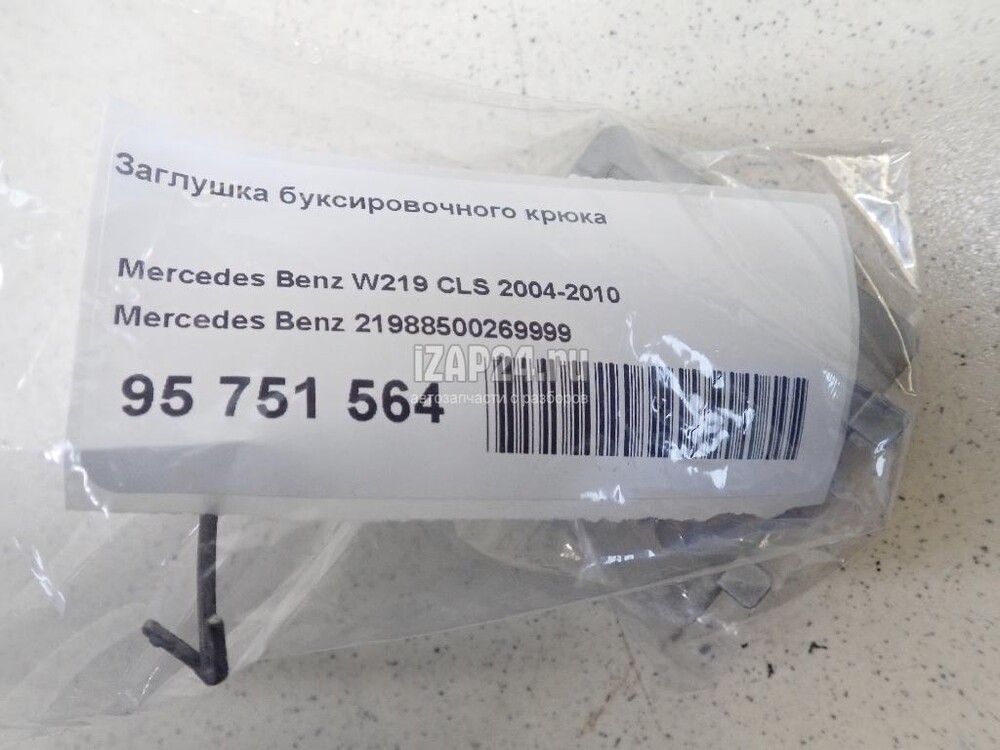 Заглушка буксировочного крюка
Mercedes Benz W219 CLS 2004-2010
Mercedes Benz 21988500269999
95 751 564
iZAP24.ru
автозапчасти с разборов